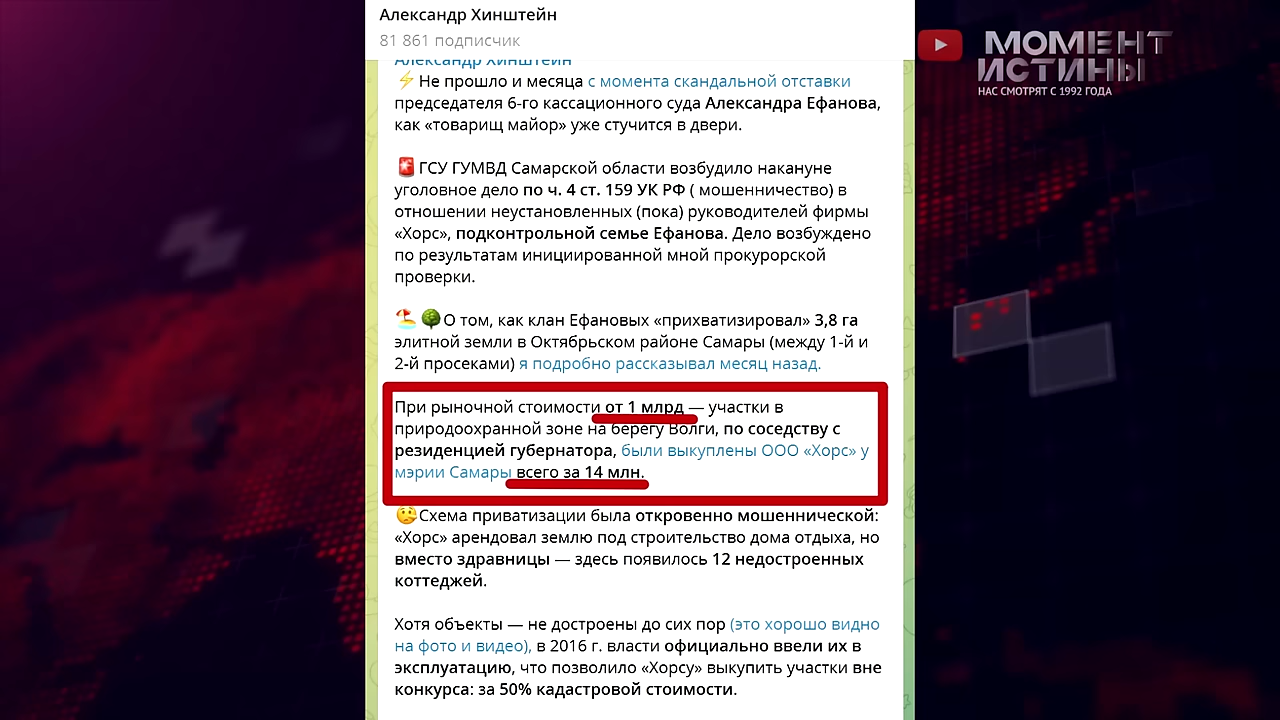 Александр Хинштейн
81 861 подписчик
МОМЕНТ
ИСТИНЫ
НАС СМОТРЯТ С 1992 ГОДА
Александр Хинштейн
⚡Не прошло и месяца с момента скандальной отставки
председателя 6-го кассационного суда Александра Ефанова,
как «товарищ майор» уже стучится в двери.
🚨ГСУ ГУМВД Самарской области возбудило накануне
уголовное дело по ч. 4 ст. 159 УК РФ ( мошенничество) в
отношении неустановленных (пока) руководителей фирмы
«Хорс», подконтрольной семье Ефанова. Дело возбуждено
по результатам инициированной мной прокурорской
проверки.
🏖🌳О том, как клан Ефановых «прихватизировал» 3,8 га
элитной земли в Октябрьском районе Самары (между 1-й и
2-й просеками) я подробно рассказывал месяц назад.
При рыночной стоимости от 1 млрд — участки в
природоохранной зоне на берегу Волги, по соседству с
резиденцией губернатора, были выкуплены ООО «Хорс» у
мэрии Самары всего за 14 млн.
🤥Схема приватизации была откровенно мошеннической:
«Хорс» арендовал землю под строительство дома отдыха, но
вместо здравницы — здесь появилось 12 недостроенных
коттеджей.
Хотя объекты — не достроены до сих пор (это хорошо видно
на фото и видео), в 2016 г. власти официально ввели их в
эксплуатацию, что позволило «Хорсу» выкупить участки вне
конкурса: за 50% кадастровой стоимости.